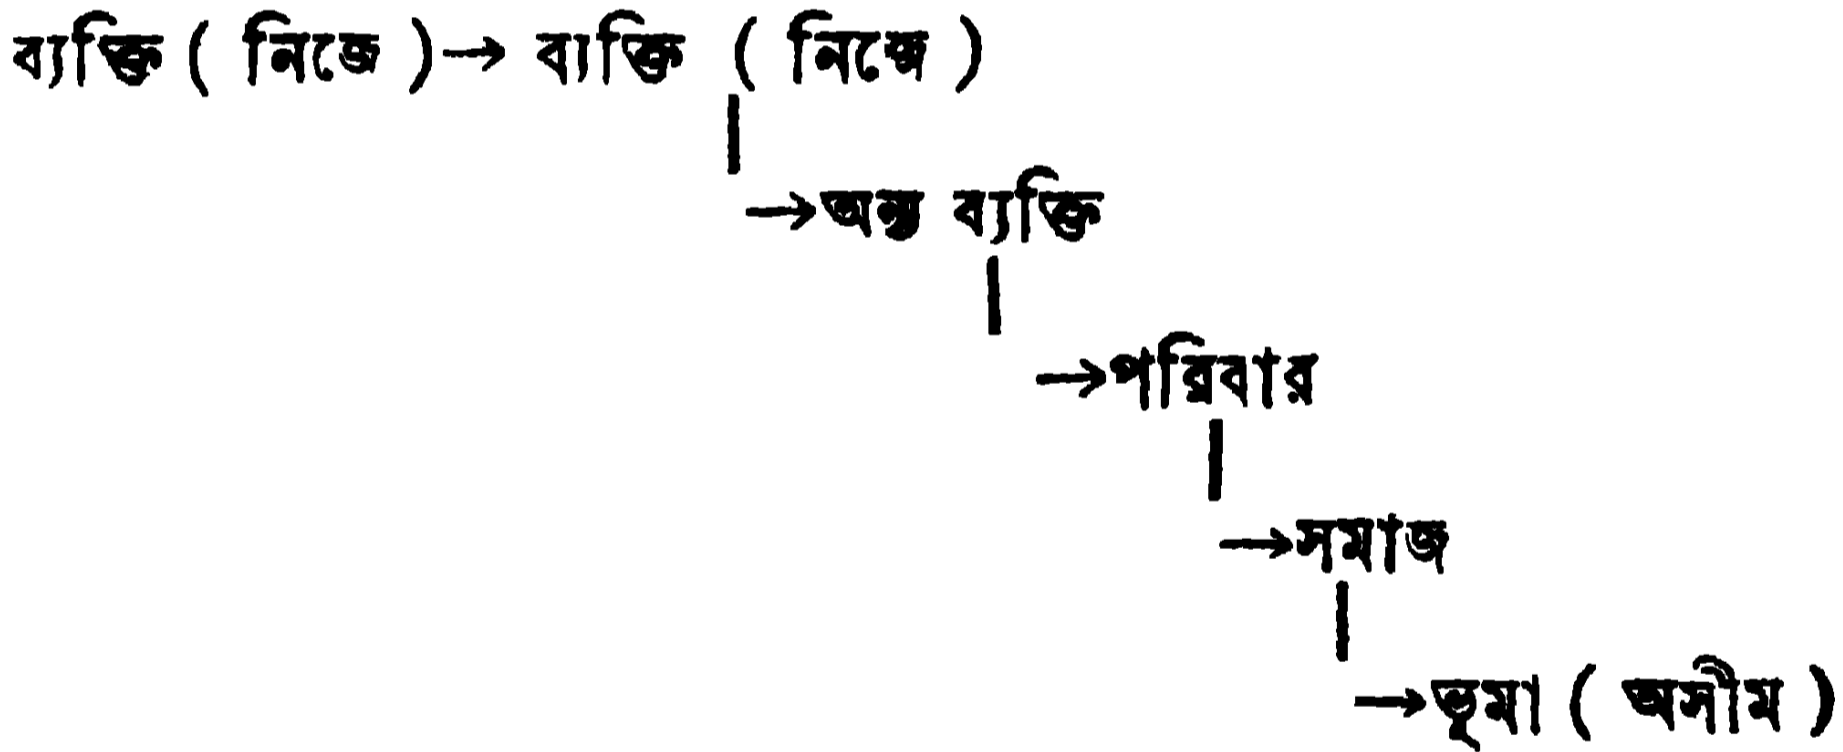 ব্যক্তি ( নিজে )→ ব্যক্তি ( নিজে )
→অন্য ব্যক্তি
→পরিবার
→সমাজ
→ভূমা ( অসীম )